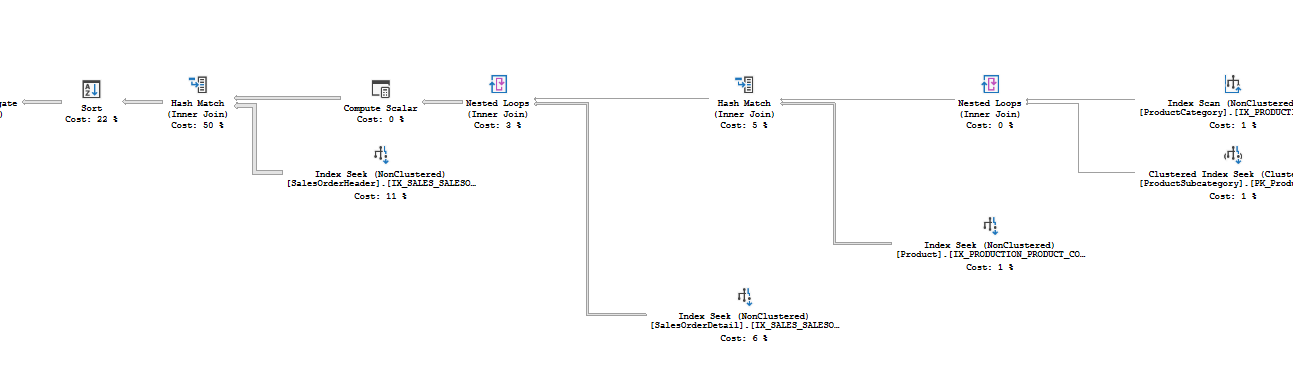 gate
)
Sort
Cost: 22 %
Hash Match
(Inner Join)
Cost: 50 %
Compute Scalar
Cost: 0 %
Nested Loops
(Inner Join)
Cost: 3 %
Hash Match
(Inner Join)
Cost: 5 %
Nested Loops
(Inner Join)
Cost: 0 %
Index Scan (NonClustered
[ProductCategory].[IX_PRODUCTI
Cost: 1 %
Index Seek (NonClustered)
[SalesOrderHeader].[IX_SALES_SALESO…
Cost: 11 %
Clustered Index Seek (Cluste
[ProductSubcategory].[PK_Produ
Cost: 1 %
Index Seek (NonClustered)
[Product].[IX_PRODUCTION_PRODUCT_CO…
Cost: 1 %
Index Seek (NonClustered)
[SalesOrderDetail].[IX_SALES_SALESO…
Cost: 6 %